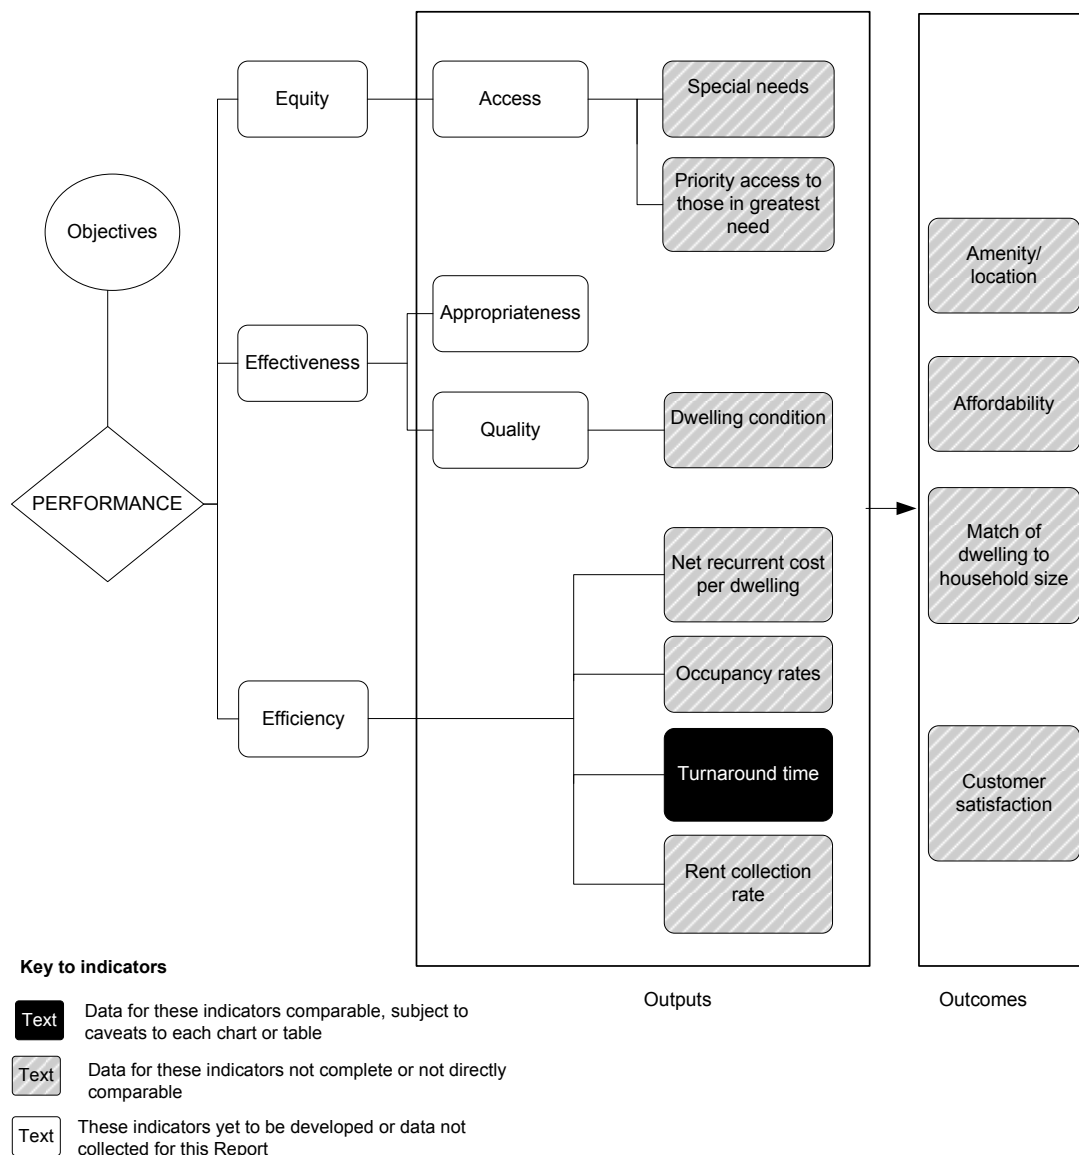 Objectives
PERFORMANCE
Equity
Effectiveness
Efficiency
Access
Appropriateness
Quality
Special needs
Priority access to
those in greatest
need
Dwelling condition
Net recurrent cost
per dwelling
Occupancy rates
Turnaround time
Rent collection
rate
Amenity/
location
Affordability
Match of
dwelling to
household size
Customer
satisfaction
Outputs
Outcomes
Key to indicators
Text
Data for these indicators comparable, subject to
caveats to each chart or table
Text
Data for these indicators not complete or not directly
comparable
Text
These indicators yet to be developed or data not
collected for this Report